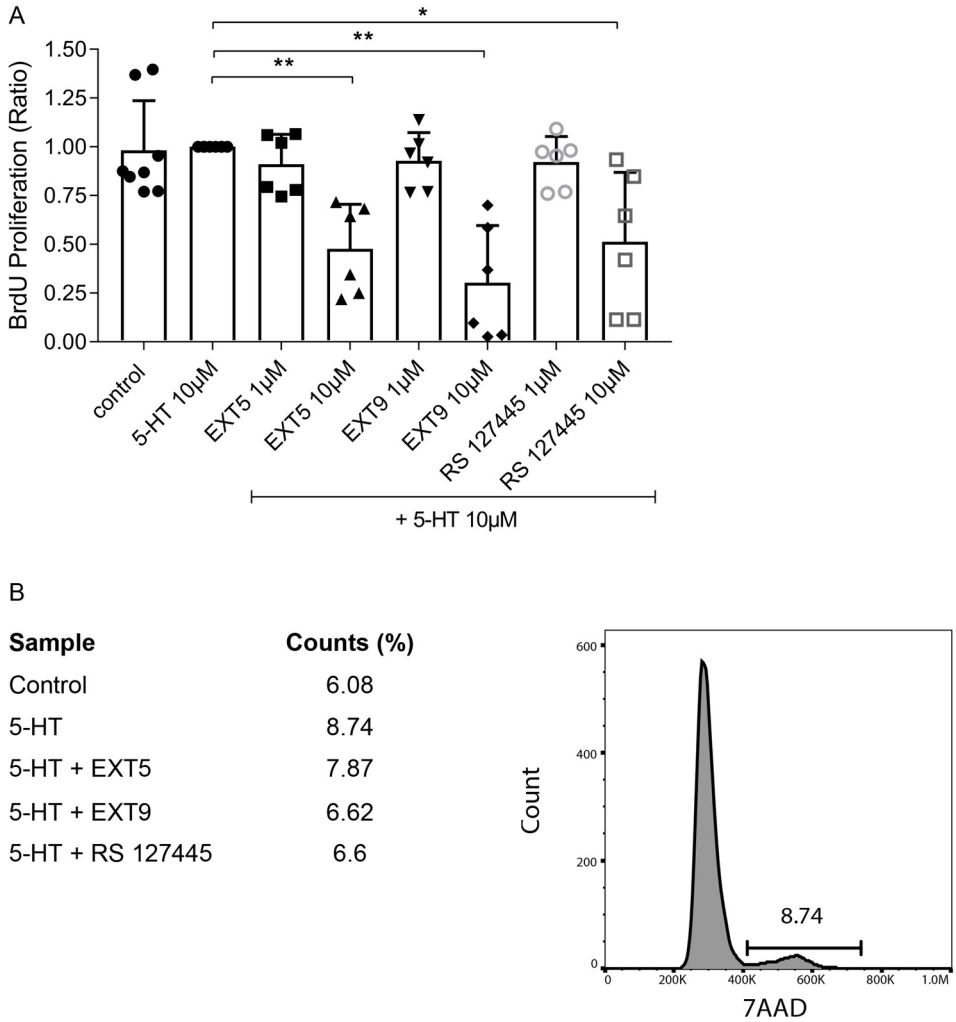 A
*
**
**
BrdU Proliferation (Ratio)
1.50
1.25
1.00
0.75
0.50
0.25
0.00
control
5-HT 10µM
EXT5 1µM
EXT5 10µM
EXT9 1µM
EXT9 10µM
RS 127445 1µM
RS 127445 10µM
+ 5-HT 10µM
B
Sample Counts (%)
Control 6.08
5-HT 8.74
5-HT + EXT5 7.87
5-HT + EXT9 6.62
5-HT + RS 127445 6.6
Count
600
400
200
0
8.74
0 200K 400K 600K 800K 1.0M
7AAD